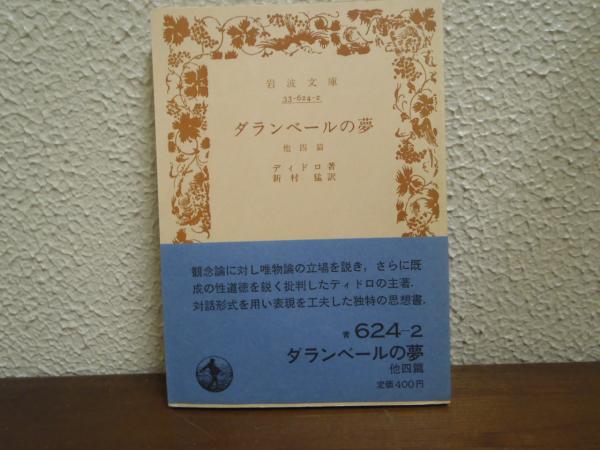 岩波文庫
33-624-2
ダランベールの夢
他四篇
ディドロ著
新村 猛訳
観念論に対し唯物論の立場を説き，さらに既
成の性道徳を鋭く批判したディドロの主著．
対話形式を用い表現を工夫した独特の思想書．
青 624-2
ダランベールの夢
他四篇
定価400円